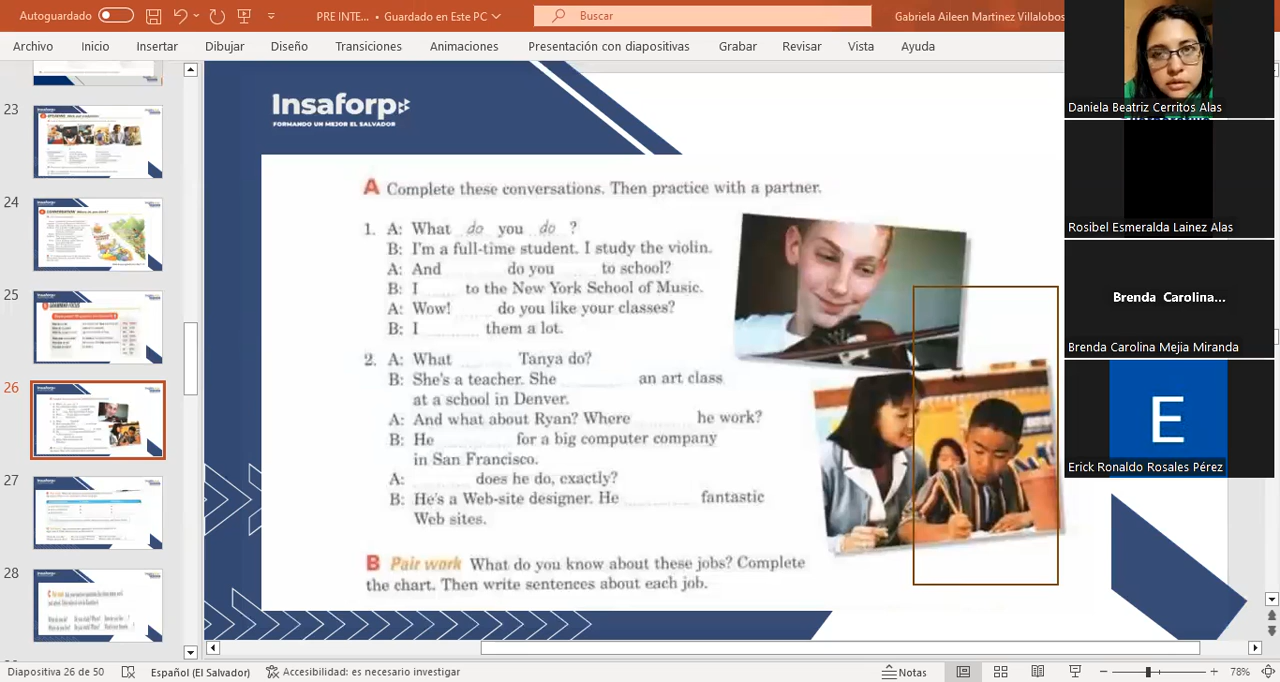 Autoguardado
PRE INTE... • Guardado en Este PC
Buscar
Gabriela Aileen Martinez Villalobos
Archivo Inicio Insertar Dibujar Diseño Transiciones Animaciones Presentación con diapositivas Grabar Revisar Vista Ayuda
23
24
25
26
27
28
Insaforp
FORMANDO UN MEJOR EL SALVADOR
A Complete these conversations. Then practice with a partner.
1. A: What do you do ?
B: I'm a full-time student. I study the violin.
A: And do you to school?
B: I to the New York School of Music.
A: Wow! do you like your classes?
B: I them a lot.
2. A: What Tanya do?
B: She's a teacher. She an art class
at a school in Denver.
A: And what about Ryan? Where he work?
B: He for a big computer company
in San Francisco.
A: does he do, exactly?
B: He's a Web-site designer. He fantastic
Web sites.
B Pair work What do you know about these jobs? Complete
the chart. Then write sentences about each job.
Daniela Beatriz Cerritos Alas
Rosibel Esmeralda Lainez Alas
Brenda Carolina...
Brenda Carolina Mejia Miranda
E
Erick Ronaldo Rosales Pérez
Diapositiva 26 de 50
Español (El Salvador)
Accesibilidad: es necesario investigar
Notas
78%